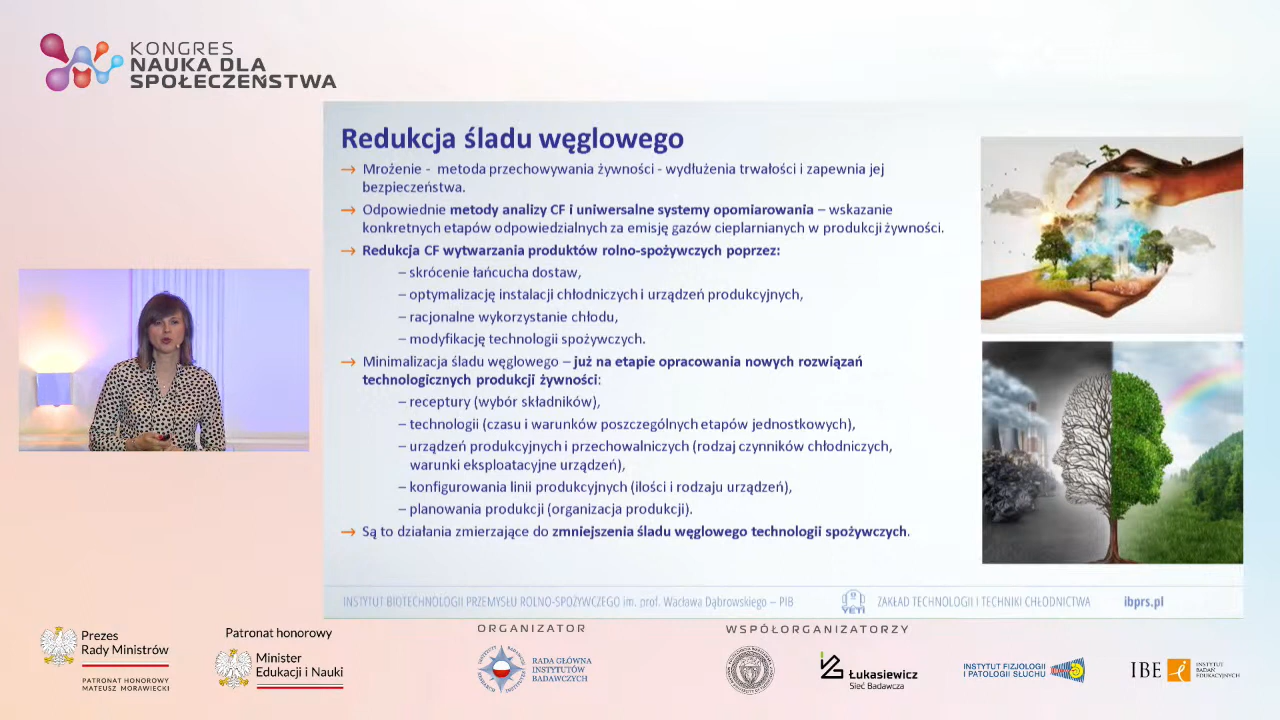 KONGRES
NAUKA DLA
SPOŁECZEŃSTWA
Redukcja śladu węglowego
→ Mrożenie - metoda przechowywania żywności - wydłużenia trwałości i zapewnia jej
bezpieczeństwa.
→ Odpowiednie metody analizy CF i uniwersalne systemy opomiarowania – wskazanie
konkretnych etapów odpowiedzialnych za emisję gazów cieplarnianych w produkcji żywności.
→ Redukcja CF wytwarzania produktów rolno-spożywczych poprzez:
– skrócenie łańcucha dostaw,
– optymalizację instalacji chłodniczych i urządzeń produkcyjnych,
– racjonalne wykorzystanie chłodu,
– modyfikację technologii spożywczych.
→ Minimalizacja śladu węglowego – już na etapie opracowania nowych rozwiązań
technologicznych produkcji żywności:
– receptury (wybór składników),
– technologii (czasu i warunków poszczególnych etapów jednostkowych),
– urządzeń produkcyjnych i przechowalniczych (rodzaj czynników chłodniczych,
warunki eksploatacyjne urządzeń),
– konfigurowania linii produkcyjnych (ilości i rodzaju urządzeń),
– planowania produkcji (organizacja produkcji).
→ Są to działania zmierzające do zmniejszenia śladu węglowego technologii spożywczych.
INSTYTUT BIOTECHNOLOGII PRZEMYSŁU ROLNO-SPOŻYWCZEGO im. prof. Wacława Dąbrowskiego – PIB
YETI
ZAKŁAD TECHNOLOGII I TECHNIKI CHŁODNICTWA
ibprs.pl
Prezes
Rady Ministrów
PATRONAT HONOROWY
MATEUSZ MORAWIECKI
Patronat honorowy
Minister
Edukacji i Nauki
ORGANIZATOR
RADA GŁÓWNA
INSTYTUTÓW
BADAWCZYCH
WSPÓŁORGANIZATORZY
Łukasiewicz
Sieć Badawcza
INSTYTUT FIZJOLOGII
I PATOLOGII SŁUCHU
IBE
INSTYTUT
BADAŃ
EDUKACYJNYCH